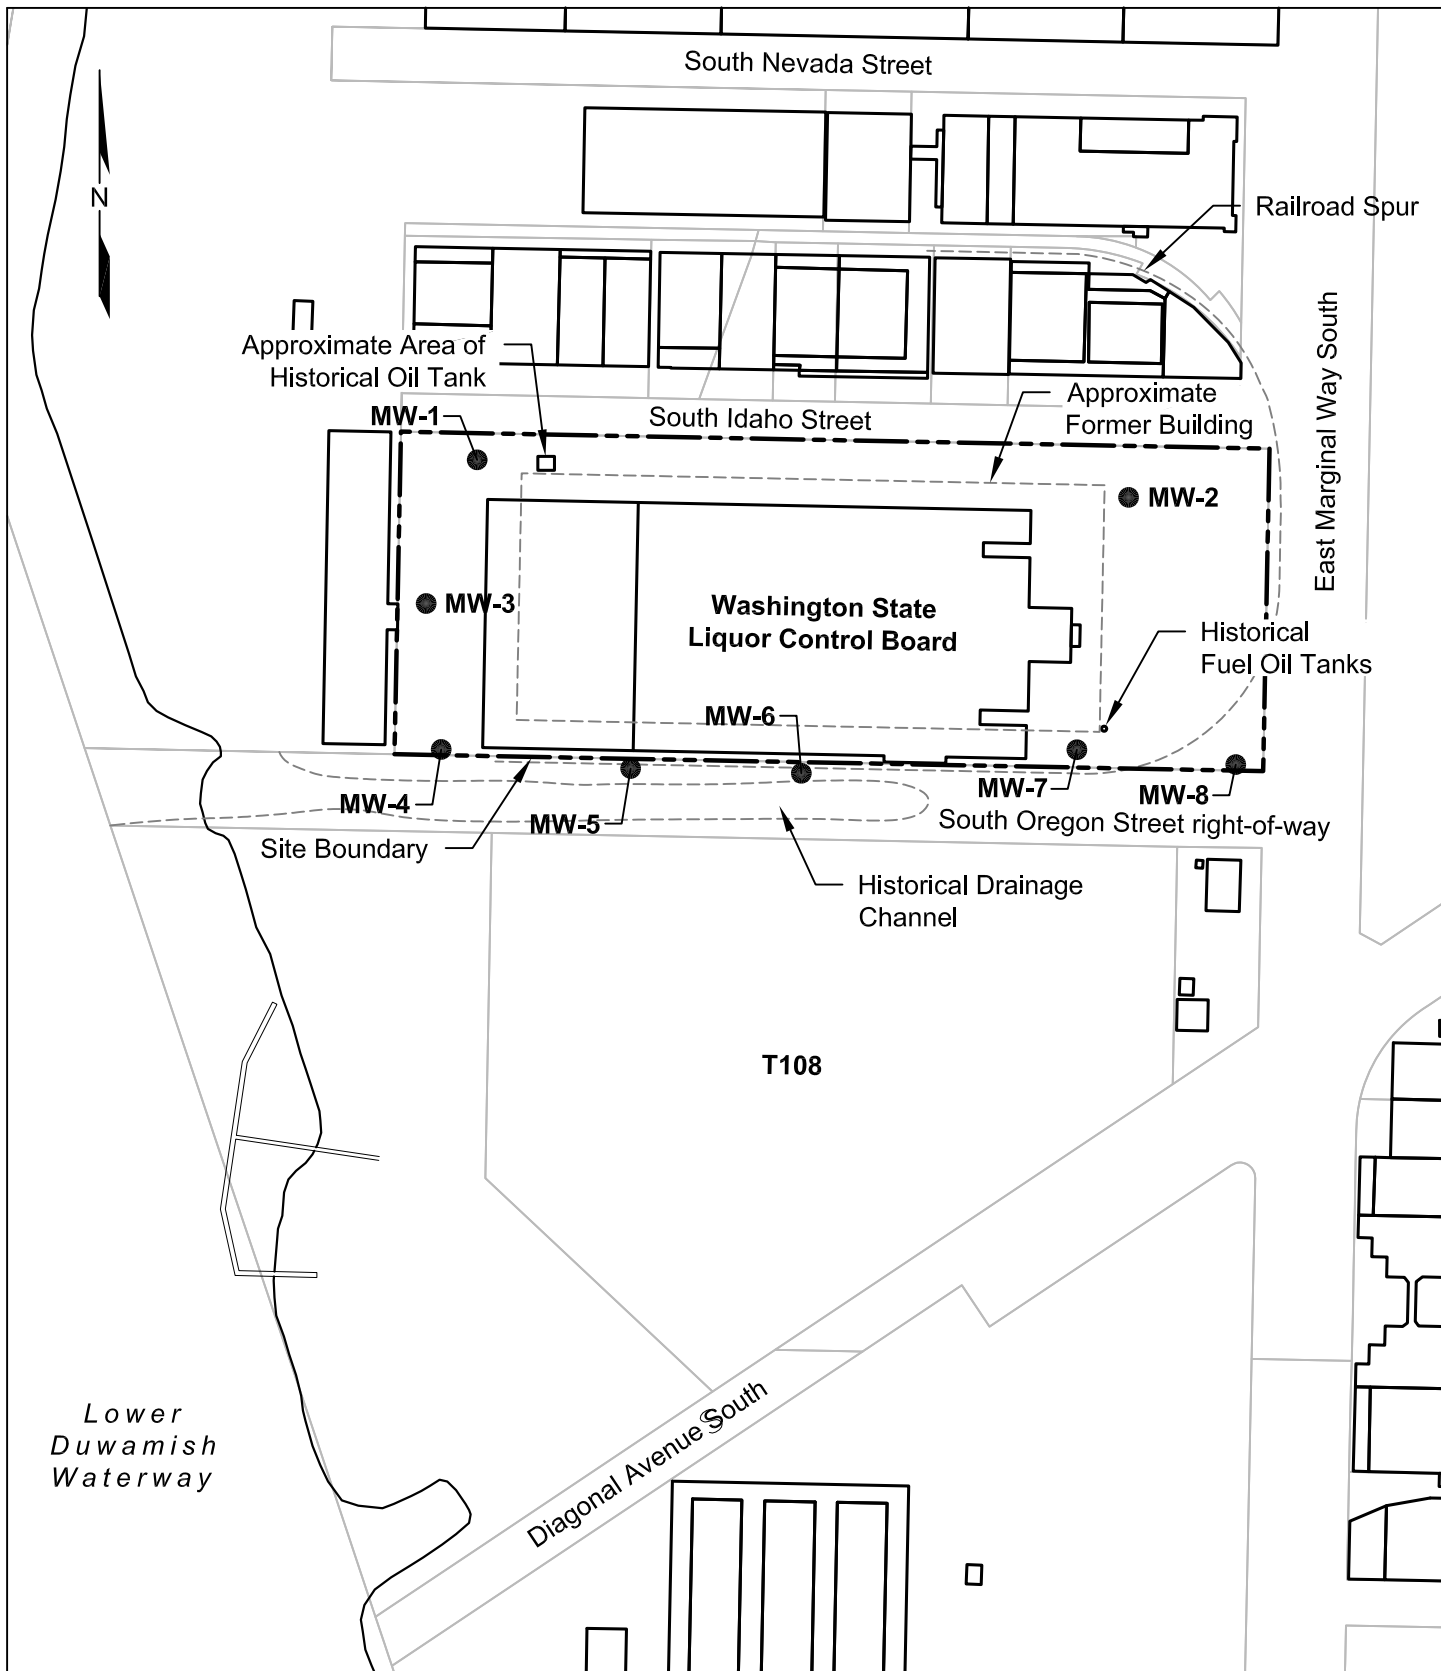 South Nevada Street
N
Railroad Spur
East Marginal Way South
Approximate Area of
Historical Oil Tank
Approximate
Former Building
MW-1
South Idaho Street
MW-2
MW-3
Washington State
Liquor Control Board
Historical
Fuel Oil Tanks
MW-6
MW-4
MW-5
MW-7
MW-8
South Oregon Street right-of-way
Site Boundary
Historical Drainage
Channel
T108
Diagonal Avenue South
S
Lower
Duwamish
Waterway